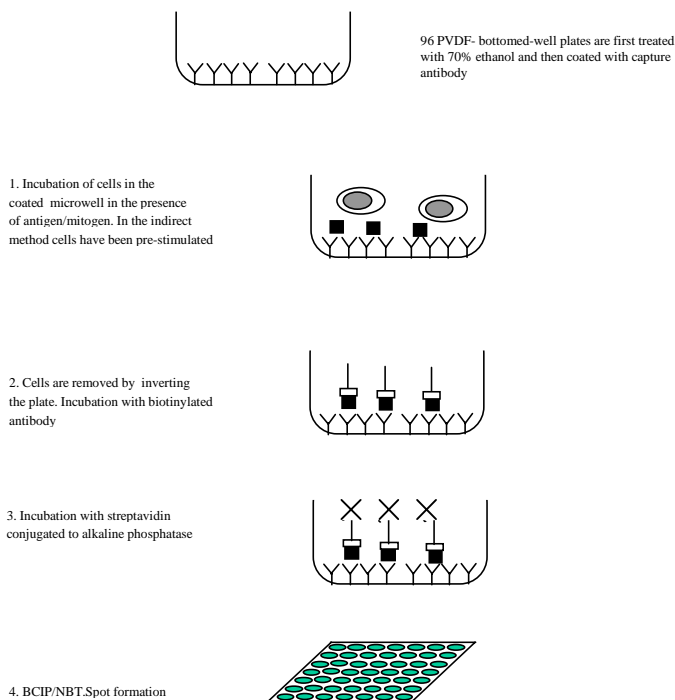 96 PVDF- bottomed-well plates are first treated
with 70% ethanol and then coated with capture
antibody
1. Incubation of cells in the
coated  microwell in the presence
of antigen/mitogen. In the indirect
method cells have been pre-stimulated
2. Cells are removed by  inverting
the plate. Incubation with biotinylated
antibody
3. Incubation with streptavidin
conjugated to alkaline phosphatase
4. BCIP/NBT.Spot formation